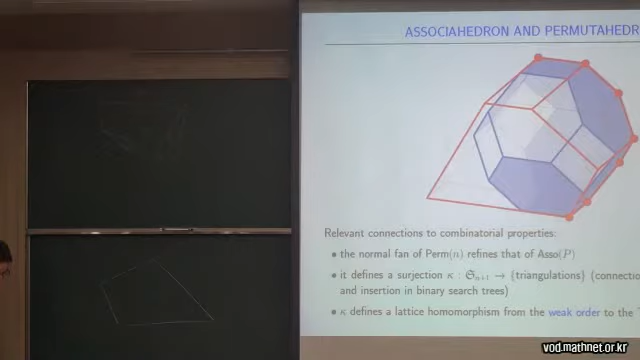 ASSOCIAHEDRON AND PERMUTAHEDR
Relevant connections to combinatorial properties:
• the normal fan of Perm(n) refines that of Asso(P)
• it defines a surjection κ : 𝔖ₙ₊₁ → {triangulations} (connectio
and insertion in binary search trees)
• κ defines a lattice homomorphism from the weak order to the
vod.mathnet.or.kr